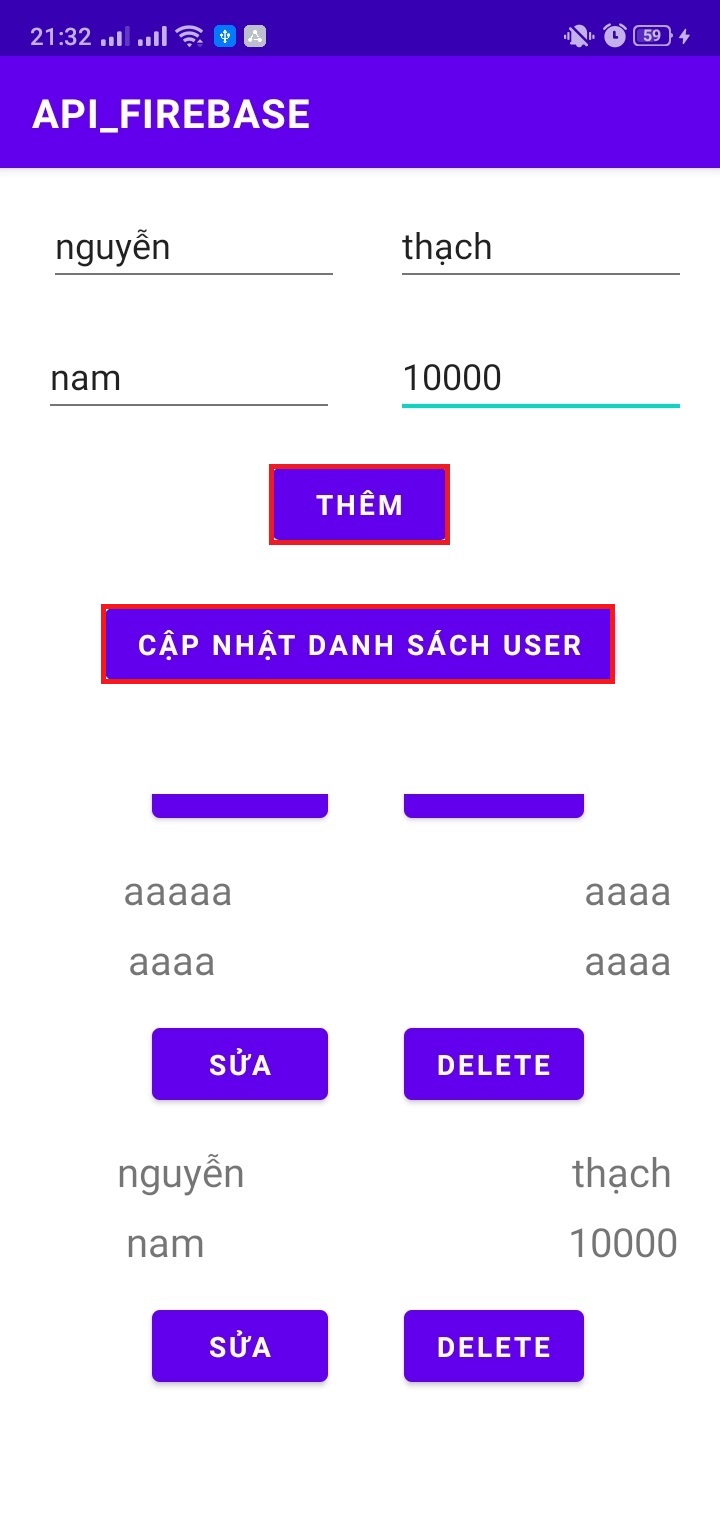 21:32 59
API_FIREBASE
nguyễn thạch
nam 10000
THÊM
CẬP NHẬT DANH SÁCH USER
aaaaa aaaa
aaaa aaaa
SỬA DELETE
nguyễn thạch
nam 10000
SỬA DELETE